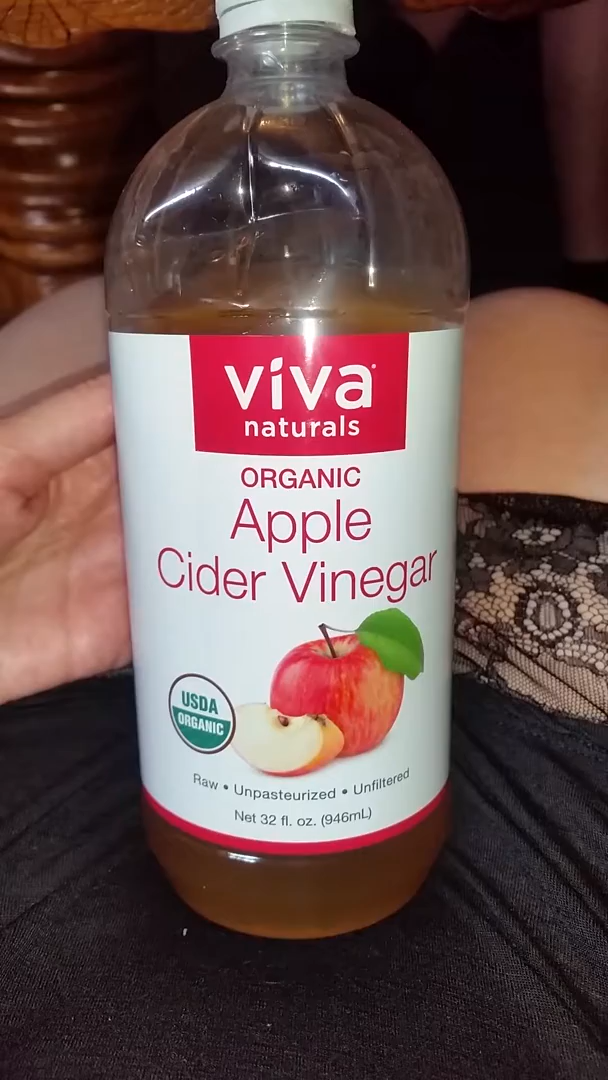 viva
naturals
ORGANIC
Apple
Cider Vinegar
USDA
ORGANIC
Raw • Unpasteurized • Unfiltered
Net 32 fl. oz. (946mL)